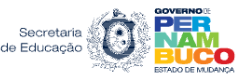 Secretaria
de Educação
GOVERNO DE
PER
NAM
BUCO
ESTADO DE MUDANÇA